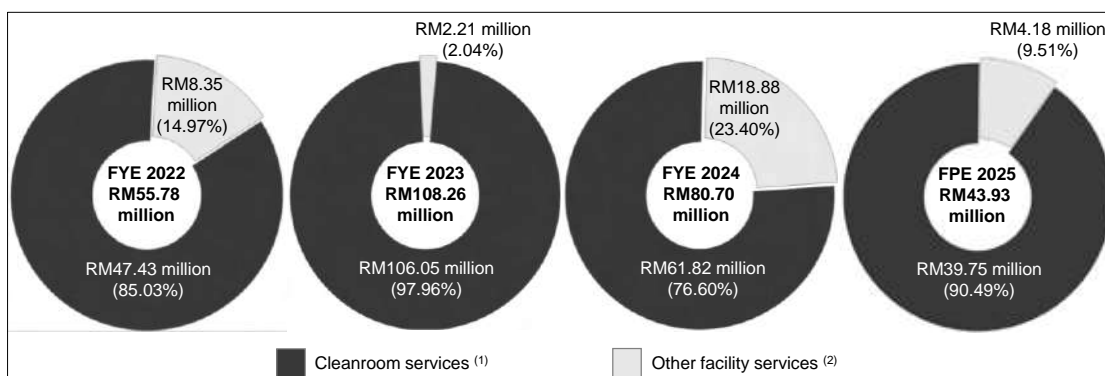 RM8.35
million
(14.97%)
FYE 2022
RM55.78
million
RM47.43 million
(85.03%)
RM2.21 million
(2.04%)
FYE 2023
RM108.26
million
RM106.05 million
(97.96%)
RM18.88
million
(23.40%)
FYE 2024
RM80.70
million
RM61.82 million
(76.60%)
RM4.18 million
(9.51%)
FPE 2025
RM43.93
million
RM39.75 million
(90.49%)
Cleanroom services (1)
Other facility services (2)